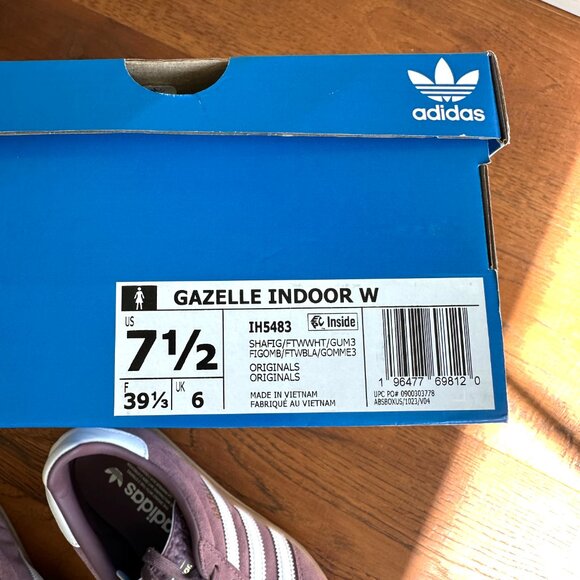 adidas
GAZELLE INDOOR W
US
7½
F
39⅓
UK
6
IH5483
Inside
SHAFIG/FTWWHT/GUM3
FIGOMB/FTWBLA/GOMME3
ORIGINALS
ORIGINALS
MADE IN VIETNAM
FABRIQUÉ AU VIETNAM
1 96477 69812 0
UPC PO# 0900303778
ABSBOXUS/1023/V04
adidas